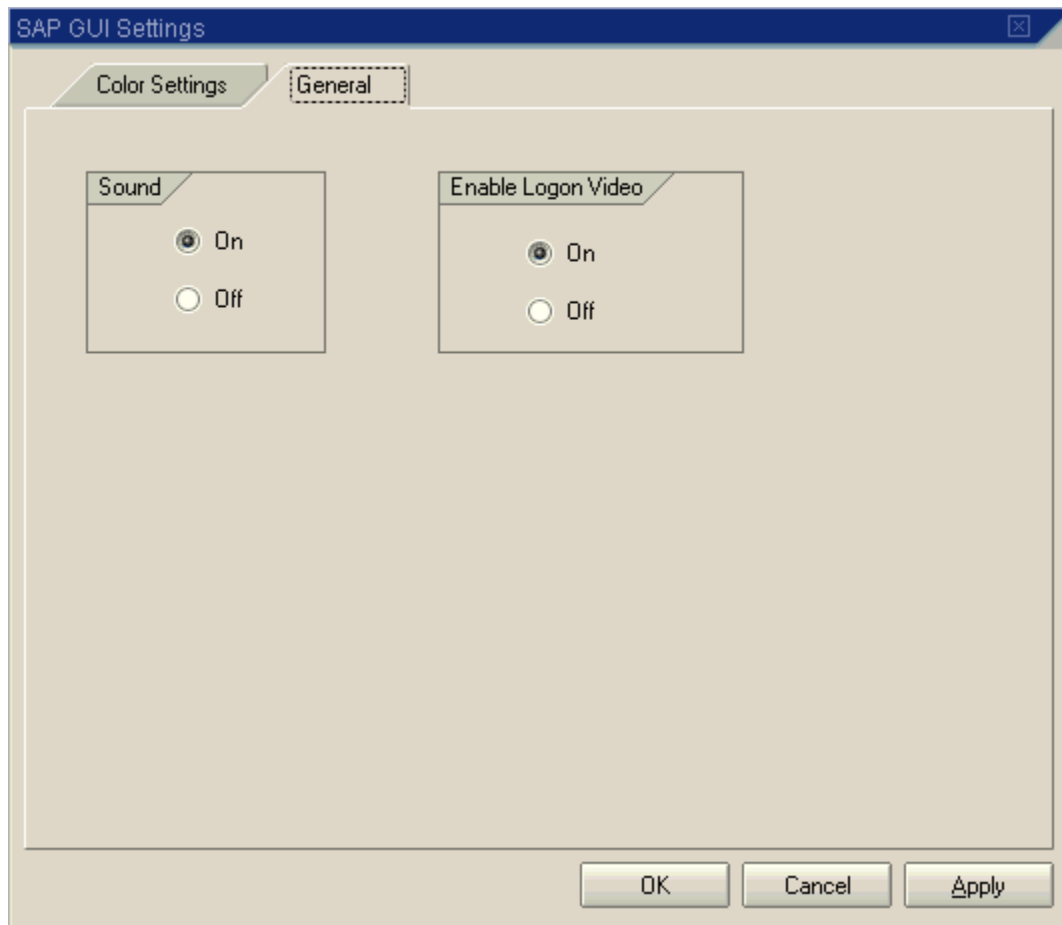 SAP GUI Settings
Color Settings General
Sound Enable Logon Video
On On
Off Off
OK Cancel Apply